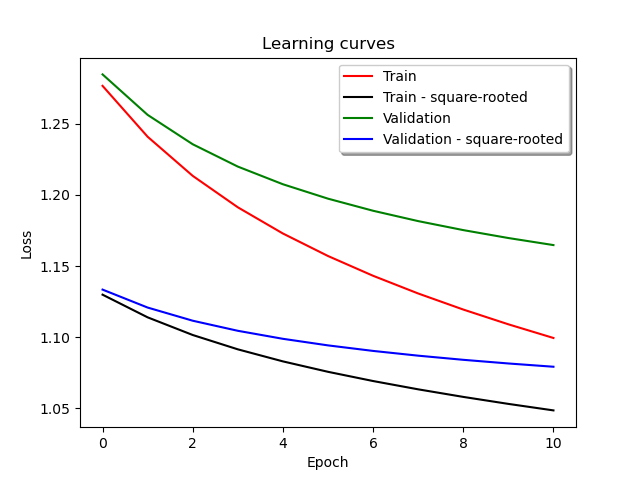 Learning curves
Train
Train - square-rooted
Validation
Validation - square-rooted
Loss
1.25
1.20
1.15
1.10
1.05
0 2 4 6 8 10
Epoch